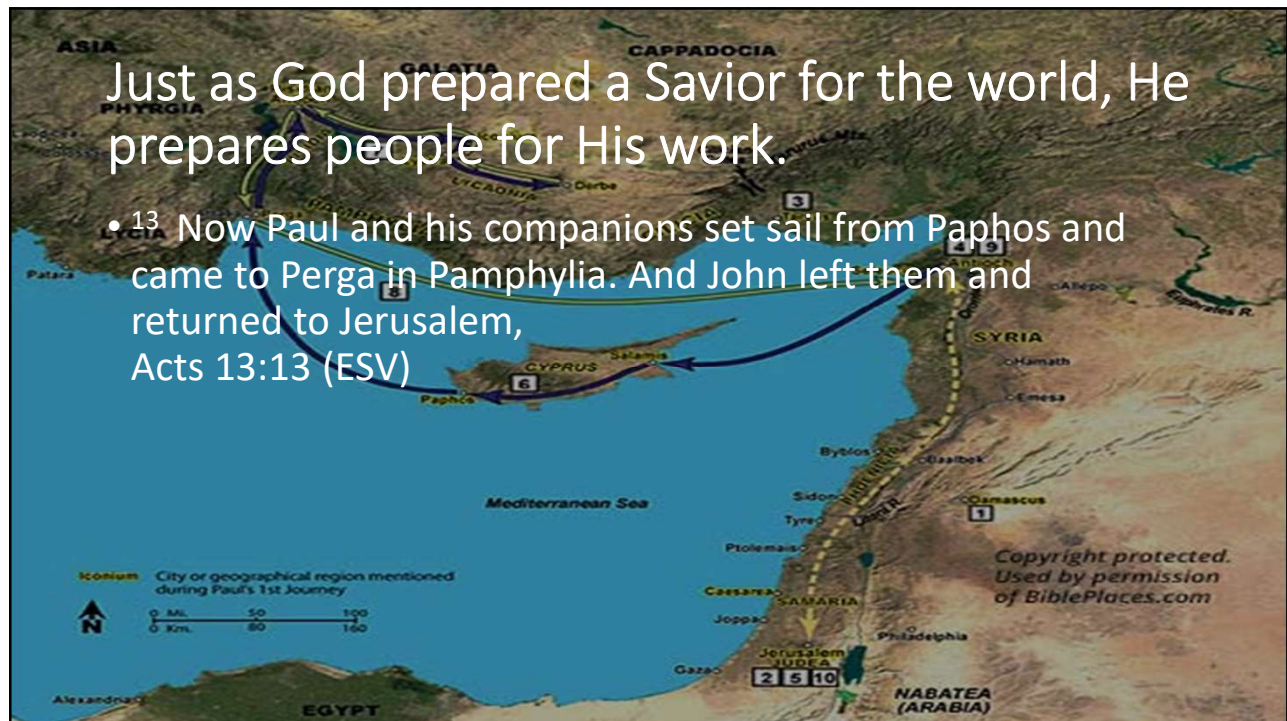 Just as God prepared a Savior for the world, He
prepares people for His work.
• 13 Now Paul and his companions set sail from Paphos and
came to Perga in Pamphylia. And John left them and
returned to Jerusalem,
Acts 13:13 (ESV)
ASIA
CAPPADOCIA
GALATIA
PHYRGIA
Derbe
LYCAONIA
3
LYCIA
Patara
4 9
Antioch
Allepo
Euphrates R.
8
SYRIA
Hamath
Emesa
Salamis
CYPRUS
6
Paphos
Byblos
Baalbek
Mediterranean Sea
Sidon
Damascus
1
Tyre
Ptolemais
Copyright protected.
Used by permission
of BiblePlaces.com
Iconium City or geographical region mentioned
during Paul's 1st Journey
N
0 Mi. 50 100
0 Km. 80 160
Caesarea
SAMARIA
Joppa
Philadelphia
Jerusalem
JUDEA
Gaza
2 5 10
NABATEA
(ARABIA)
Alexandria
EGYPT